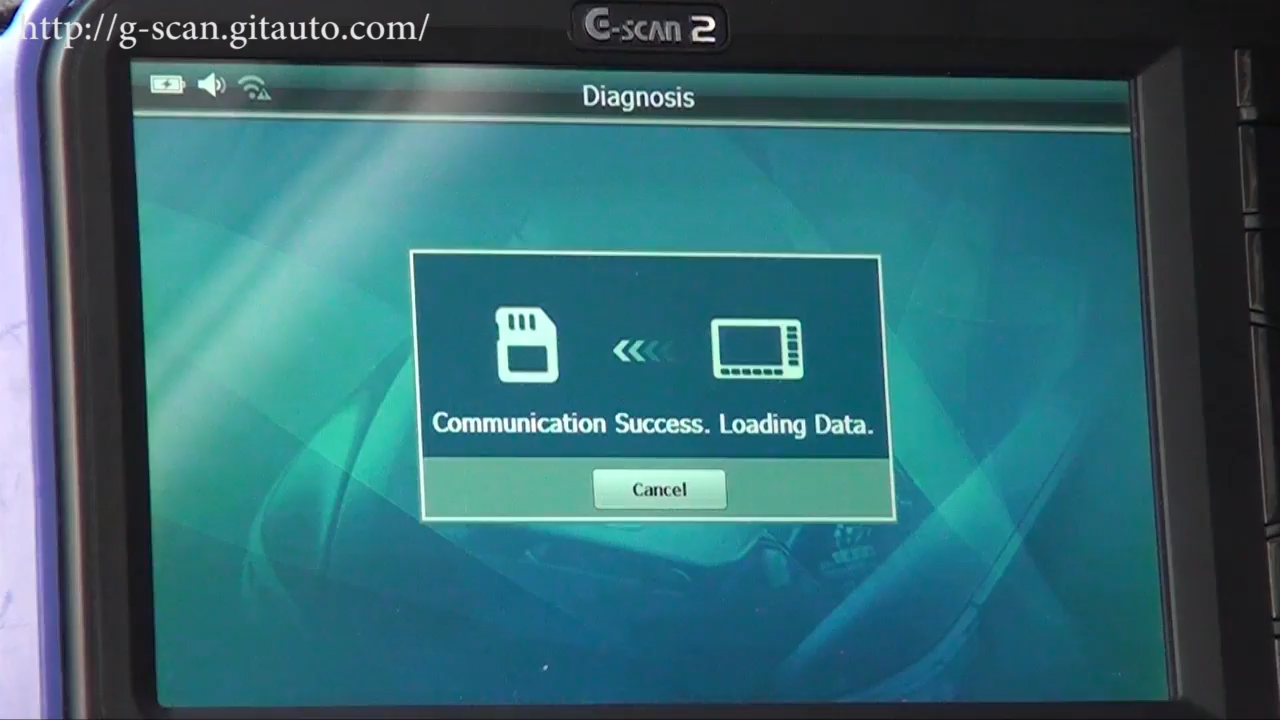 http://g-scan.gitauto.com/
G-SCAN 2
Diagnosis
Communication Success. Loading Data.
Cancel